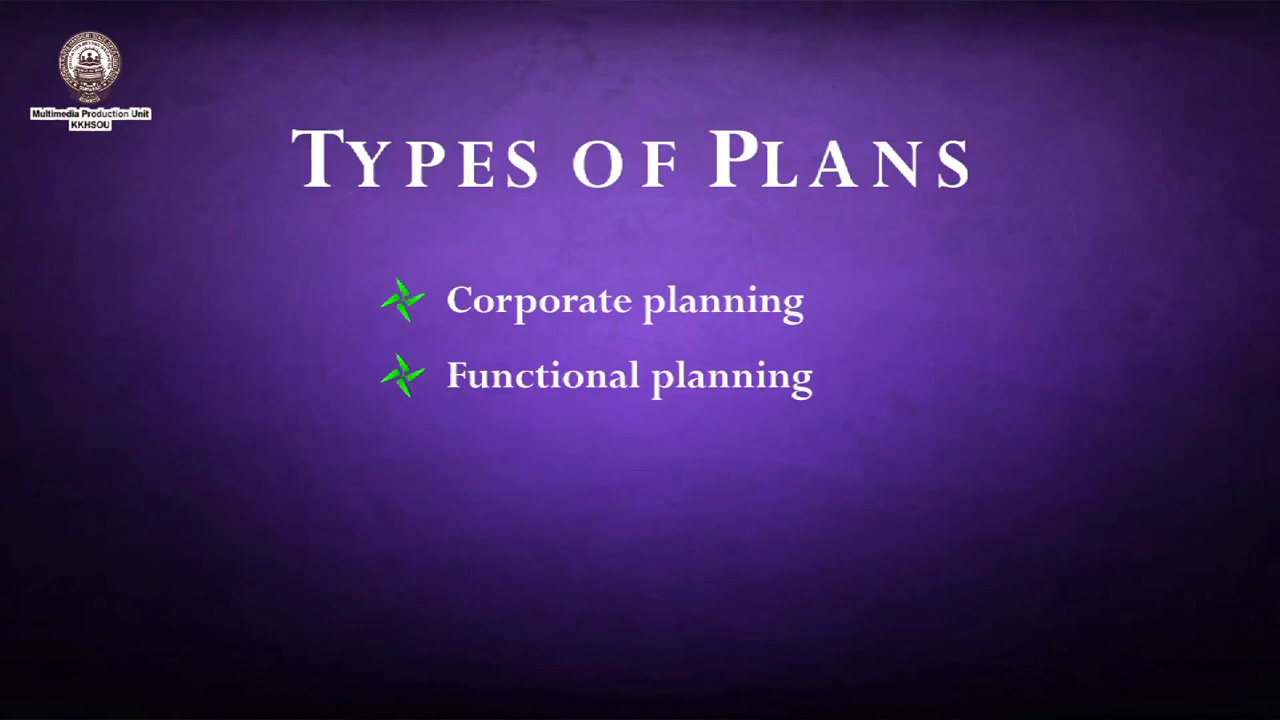 Multimedia Production Unit
KKHSOU
TYPES OF PLANS
Corporate planning
Functional planning